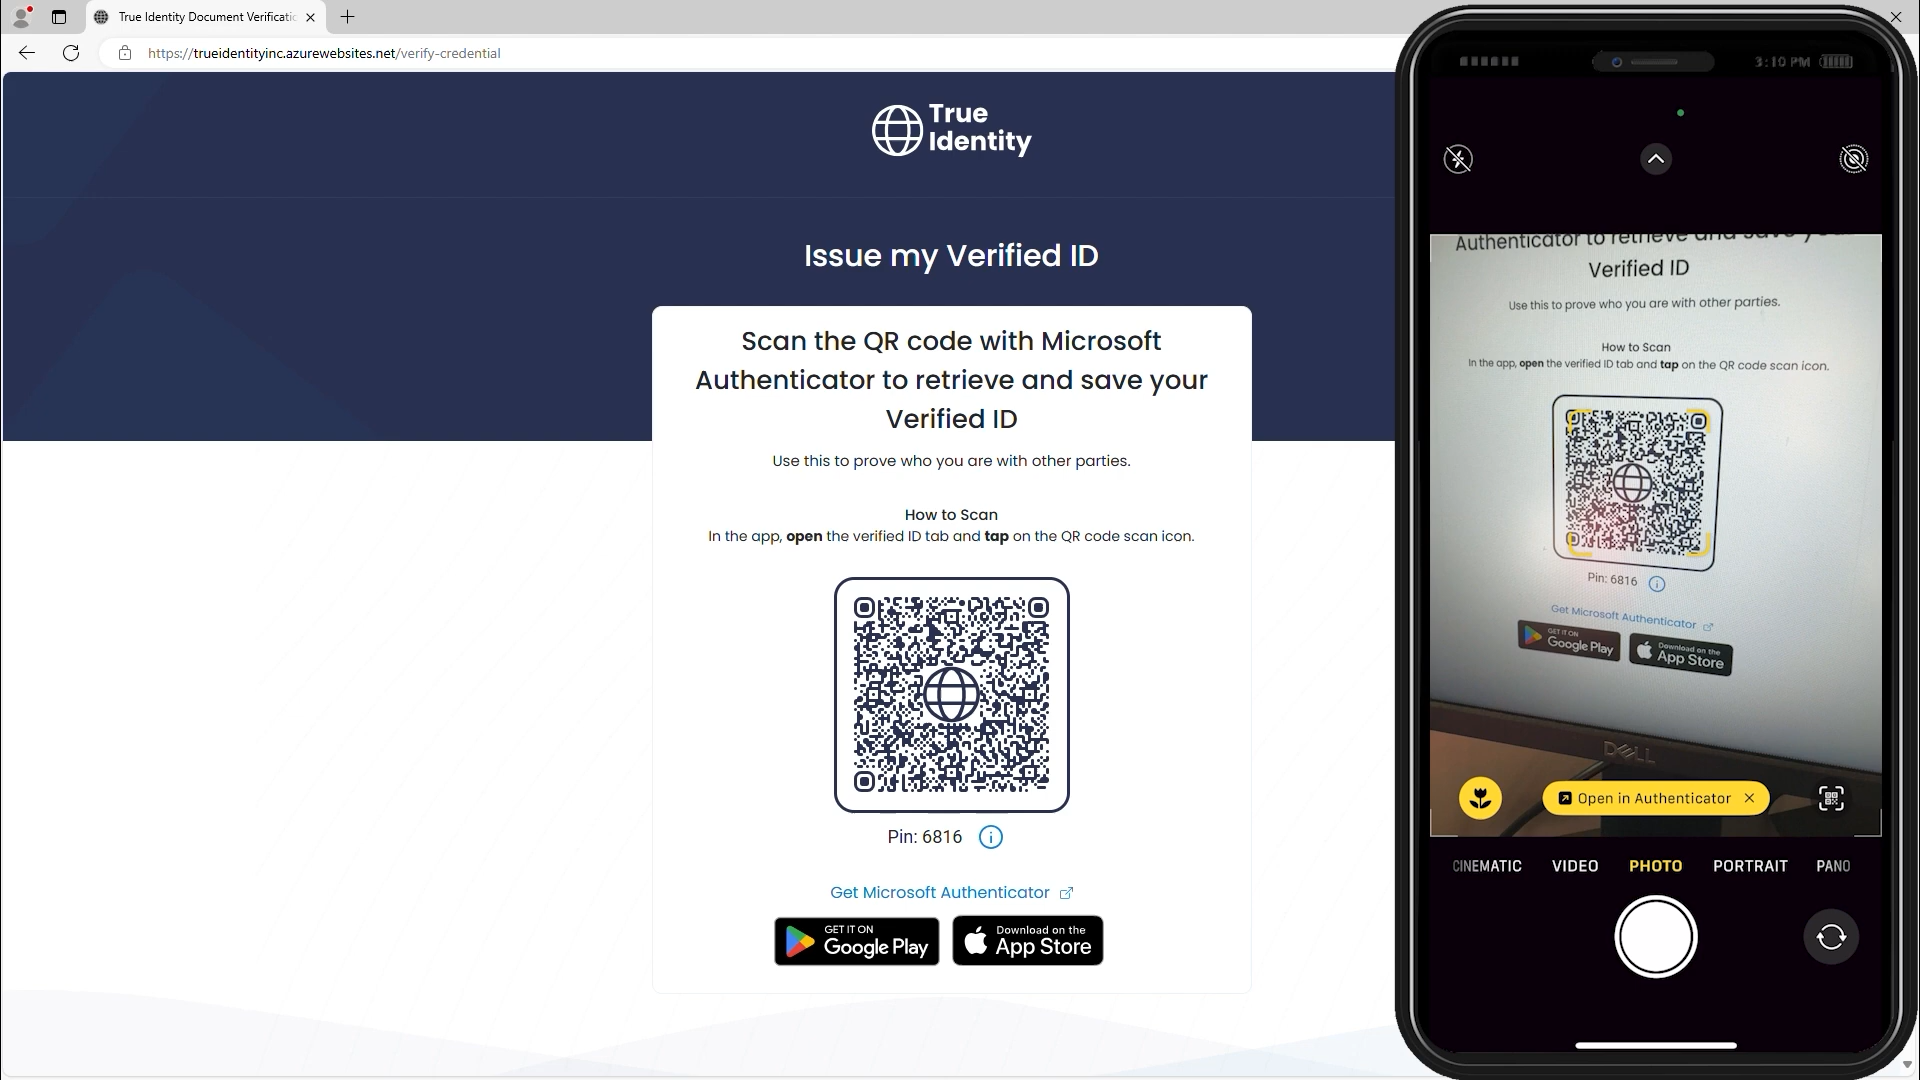 True Identity Document Verificatio
https://trueidentityinc.azurewebsites.net/verify-credential
True
Identity
Issue my Verified ID
Scan the QR code with Microsoft
Authenticator to retrieve and save your
Verified ID
Use this to prove who you are with other parties.
How to Scan
In the app, open the verified ID tab and tap on the QR code scan icon.
Pin: 6816
Get Microsoft Authenticator
GET IT ON
Google Play
Download on the
App Store
3:10 PM
Authenticator to retrieve and save you
Verified ID
Use this to prove who you are with other parties.
How to Scan
In the app, open the verified ID tab and tap on the QR code scan icon.
Pin: 6816
Get Microsoft Authenticator
GET IT ON
Google Play
Download on the
App Store
DELL
Open in Authenticator
CINEMATIC
VIDEO
PHOTO
PORTRAIT
PANO